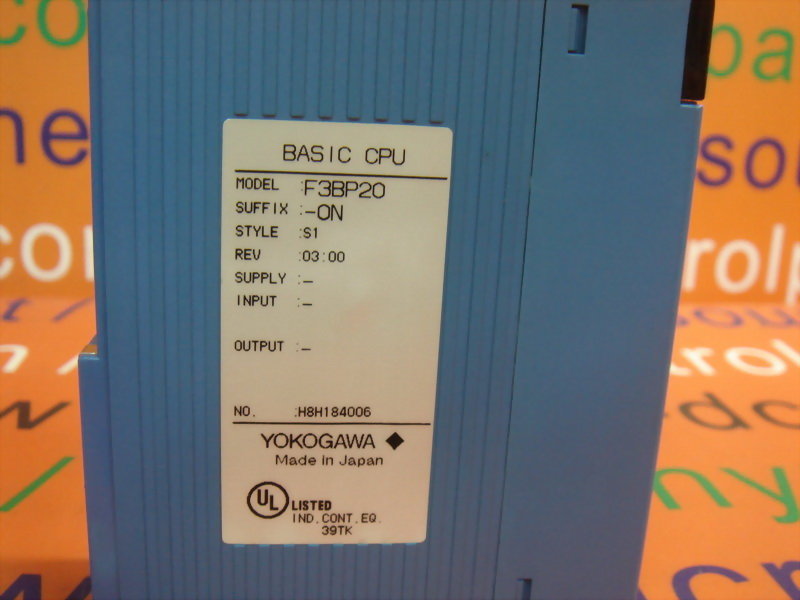 BASIC CPU
MODEL :F3BP20
SUFFIX :-0N
STYLE :S1
REV :03:00
SUPPLY :-
INPUT :-
OUTPUT :-
NO. :H8H184006
YOKOGAWA
Made in Japan
UL LISTED
IND. CONT. EQ.
39TK